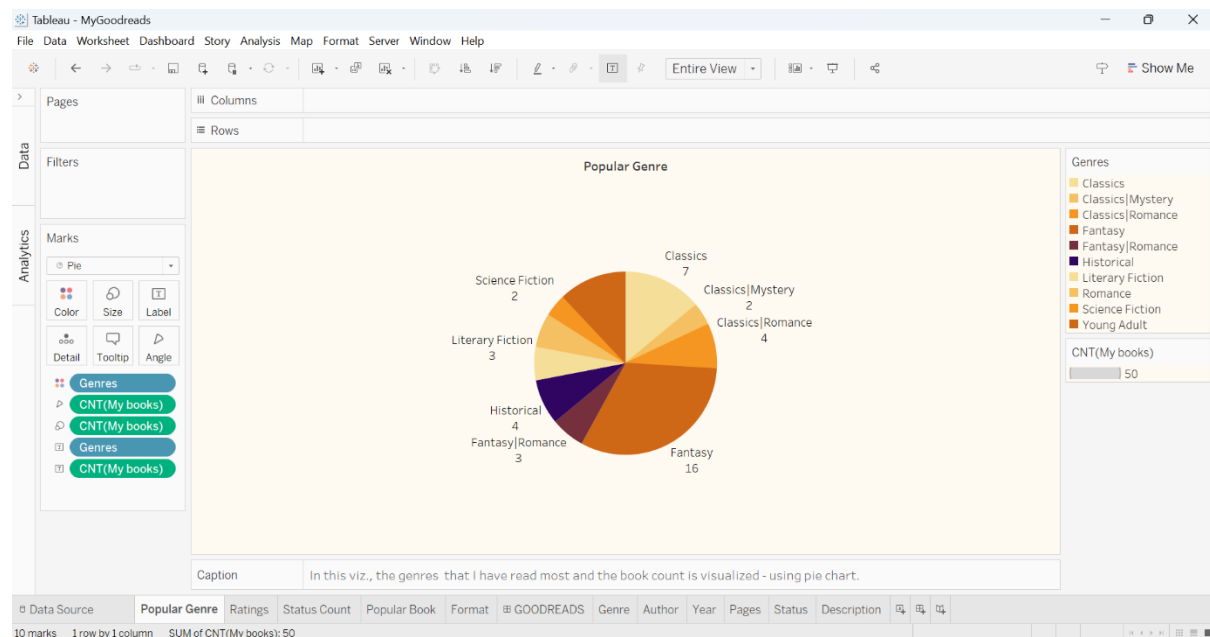 Tableau - MyGoodreads
File Data Worksheet Dashboard Story Analysis Map Format Server Window Help
Entire View
Show Me
Data
Analytics
Pages
Filters
Marks
Pie
Color Size Label
Detail Tooltip Angle
Genres
CNT(My books)
CNT(My books)
Genres
CNT(My books)
Columns
Rows
Popular Genre
Classics
7
Classics|Mystery
2
Classics|Romance
4
Fantasy
16
Fantasy|Romance
3
Historical
4
Literary Fiction
3
Science Fiction
2
Genres
Classics
Classics|Mystery
Classics|Romance
Fantasy
Fantasy|Romance
Historical
Literary Fiction
Romance
Science Fiction
Young Adult
CNT(My books)
50
Caption
In this viz., the genres that I have read most and the book count is visualized - using pie chart.
Data Source Popular Genre Ratings Status Count Popular Book Format GOODREADS Genre Author Year Pages Status Description
10 marks 1 row by 1 column SUM of CNT(My books): 50